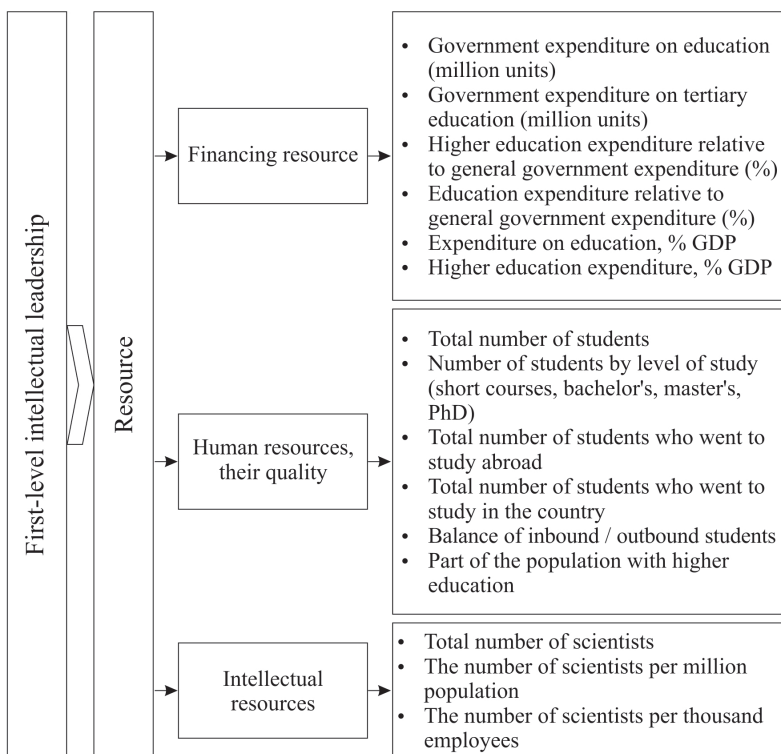 First-level intellectual leadership
Resource
Financing resource
• Government expenditure on education
(million units)
• Government expenditure on tertiary
education (million units)
• Higher education expenditure relative
to general government expenditure (%)
• Education expenditure relative to
general government expenditure (%)
• Expenditure on education, % GDP
• Higher education expenditure, % GDP
Human resources,
their quality
• Total number of students
• Number of students by level of study
(short courses, bachelor's, master's,
PhD)
• Total number of students who went to
study abroad
• Total number of students who went to
study in the country
• Balance of inbound / outbound students
• Part of the population with higher
education
Intellectual
resources
• Total number of scientists
• The number of scientists per million
population
• The number of scientists per thousand
employees